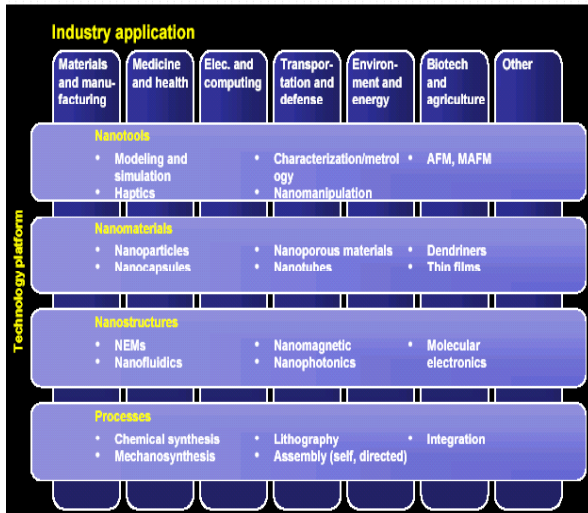 Industry application
Materials and manu- facturing
Medicine and health
Elec. and computing
Transpor- tation and defense
Environ- ment and energy
Biotech and agriculture
Other
Technology platform
Nanotools
• Modeling and simulation
• Haptics
• Characterization/metrol ogy
• Nanomanipulation
• AFM, MAFM
Nanomaterials
• Nanoparticles
• Nanocapsules
• Nanoporous materials
• Nanotubes
• Dendriners
• Thin films
Nanostructures
• NEMs
• Nanofluidics
• Nanomagnetic
• Nanophotonics
• Molecular electronics
Processes
• Chemical synthesis
• Mechanosynthesis
• Lithography
• Assembly (self, directed)
• Integration